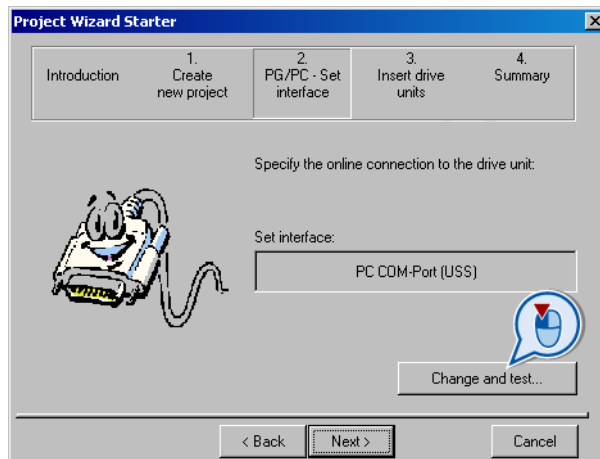 Project Wizard Starter
Introduction
1.
Create
new project
2.
PG/PC - Set
interface
3.
Insert drive
units
4.
Summary
Specify the online connection to the drive unit:
Set interface:
PC COM-Port (USS)
Change and test...
< Back
Next >
Cancel